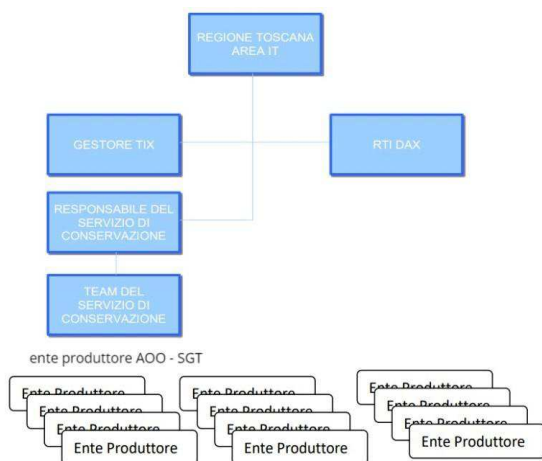 REGIONE TOSCANA
AREA IT
GESTORE TIX
RTI DAX
RESPONSABILE DEL
SERVIZIO DI
CONSERVAZIONE
TEAM DEL
SERVIZIO DI
CONSERVAZIONE
ente produttore AOO - SGT
Ente Produttore
Ente Produttore
Ente Produttore
Ente Produttore
Ente Produttore
Ente Produttore
Ente Produttore
Ente Produttore
Ente Produttore
Ente Produttore
Ente Produttore
Ente Produttore